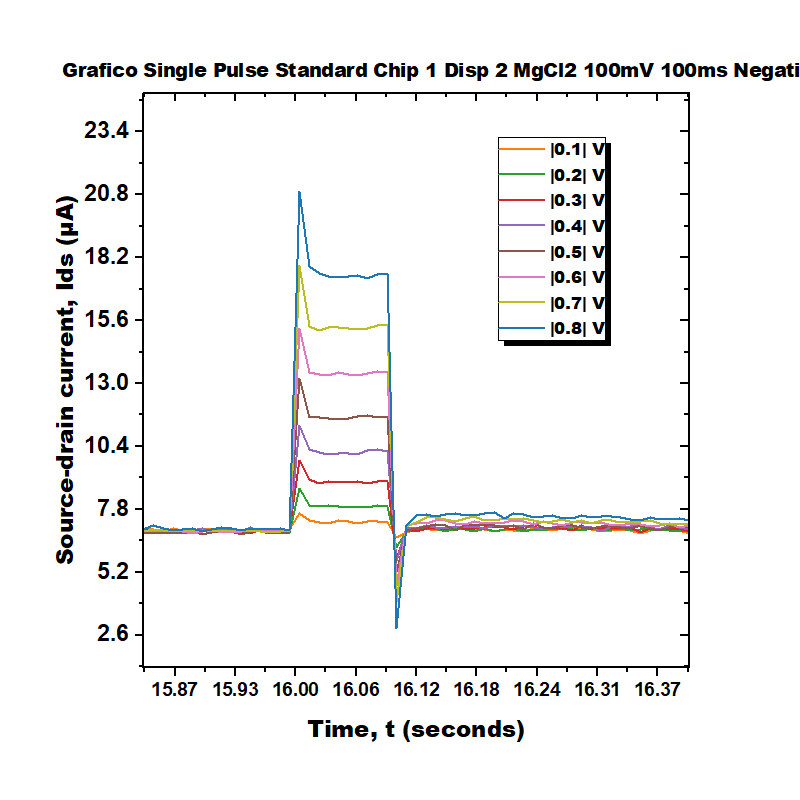 Grafico Single Pulse Standard Chip 1 Disp 2 MgCl2 100mV 100ms Negati
23.4
20.8
18.2
15.6
13.0
10.4
7.8
5.2
2.6
Source-drain current, Ids (µA)
|0.1| V
|0.2| V
|0.3| V
|0.4| V
|0.5| V
|0.6| V
|0.7| V
|0.8| V
15.87 15.93 16.00 16.06 16.12 16.18 16.24 16.31 16.37
Time, t (seconds)